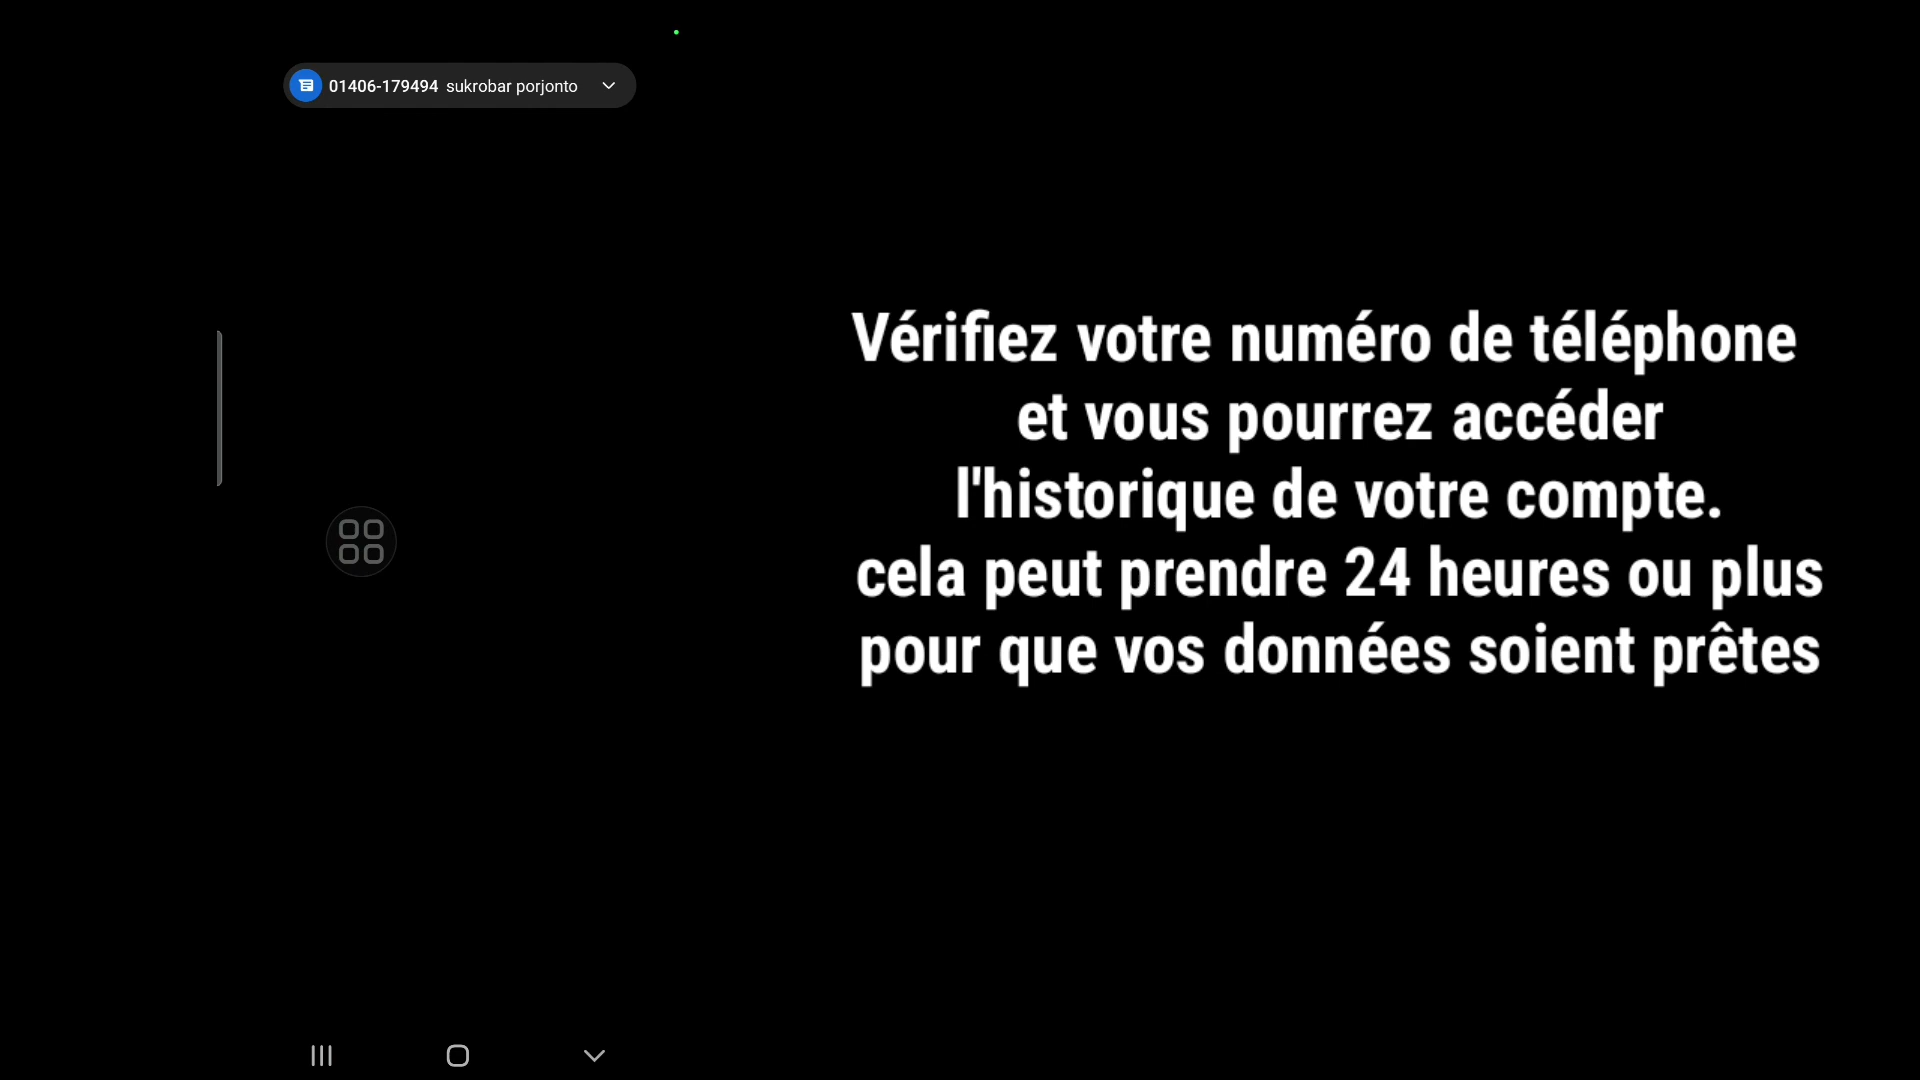 01406-179494 sukrobar porjonto
Vérifiez votre numéro de téléphone
et vous pourrez accéder
l'historique de votre compte.
cela peut prendre 24 heures ou plus
pour que vos données soient prêtes